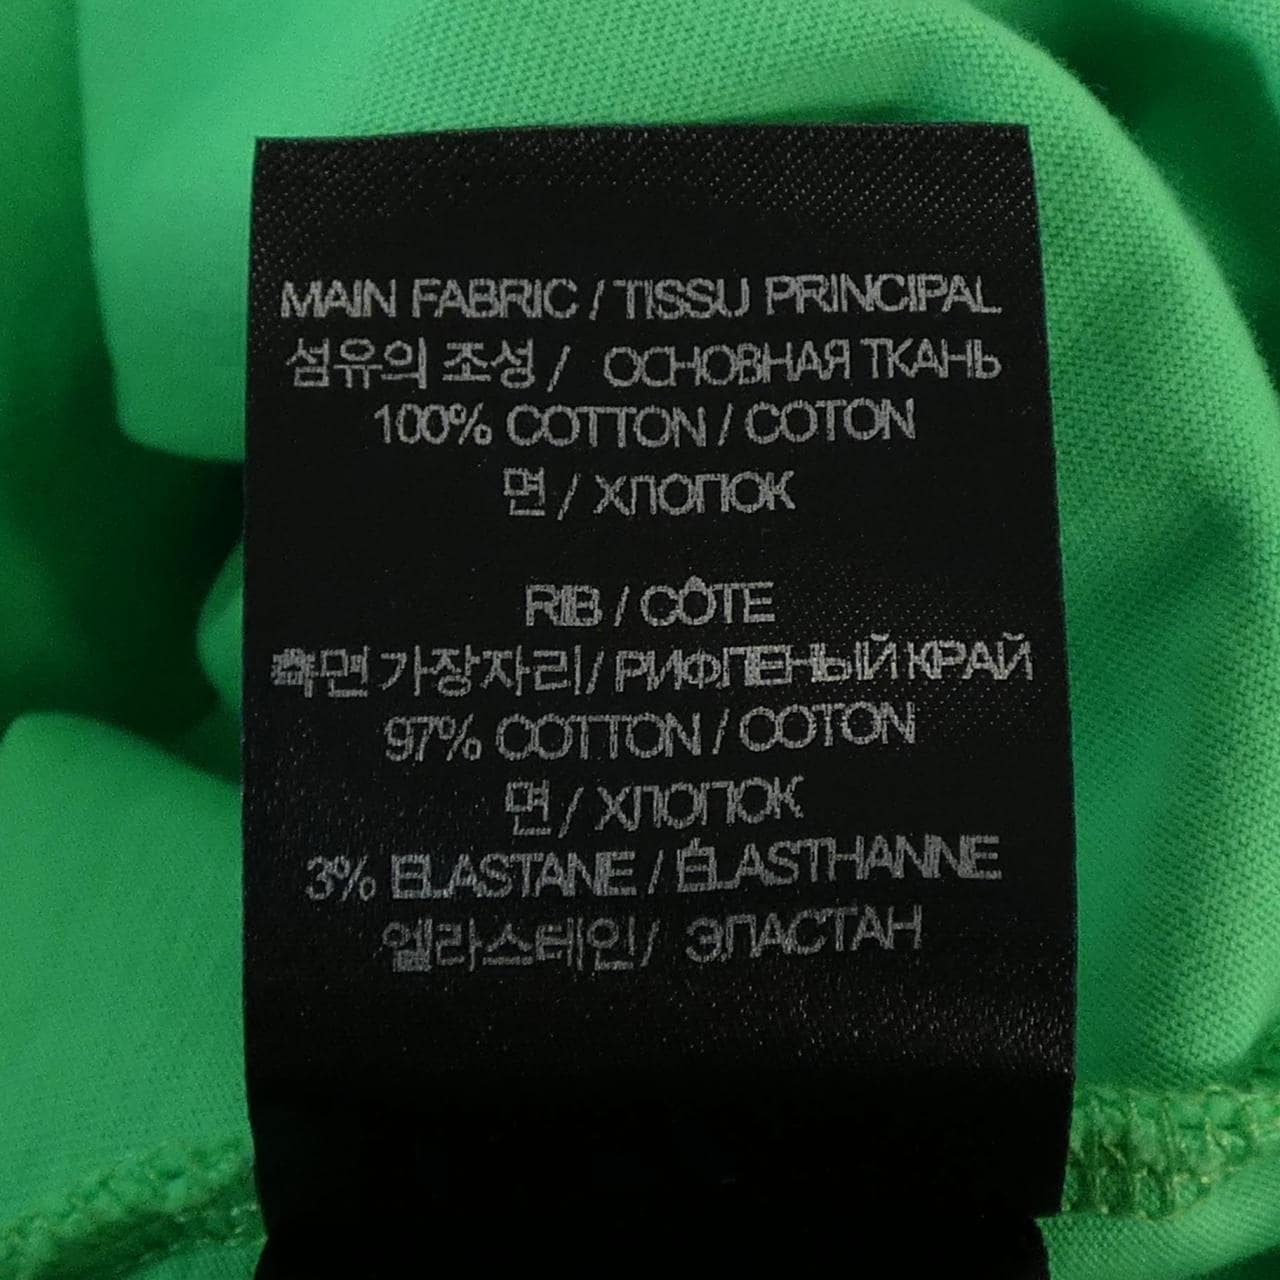 MAIN FABRIC / TISSU PRINCIPAL
섬유의 조성 / ОСНОВНАЯ ТКАНЬ
100% COTTON / COTON
면 / ХЛОПОК
RIB / CÔTE
측면 가장자리 / РИФЛЕНЫЙ КРАЙ
97% COTTON / COTON
면 / ХЛОПОК
3% ELASTANE / ÉLASTHANNE
엘라스테인 / ЭЛАСТАН